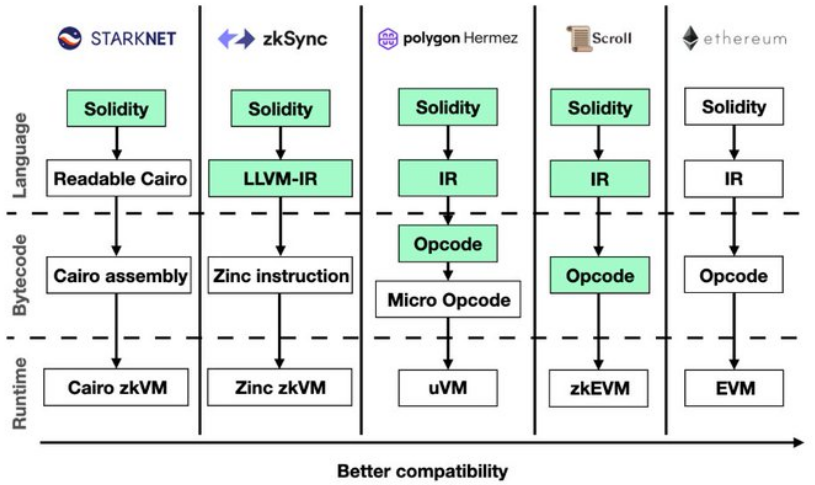 STARKNET
zkSync
polygon Hermez
Scroll
ethereum
Language
Solidity
Solidity
Solidity
Solidity
Solidity
Readable Cairo
LLVM-IR
IR
IR
IR
Bytecode
Opcode
Cairo assembly
Zinc instruction
Micro Opcode
Opcode
Opcode
Runtime
Cairo zkVM
Zinc zkVM
uVM
zkEVM
EVM
Better compatibility